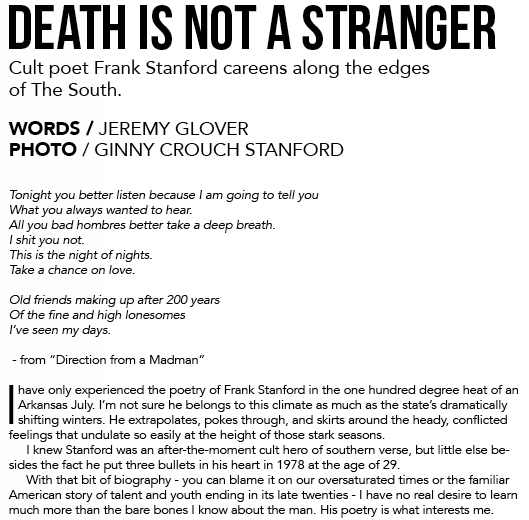 DEATH IS NOT A STRANGER
Cult poet Frank Stanford careens along the edges
of The South.
WORDS / JEREMY GLOVER
PHOTO / GINNY CROUCH STANFORD
Tonight you better listen because I am going to tell you
What you always wanted to hear.
All you bad hombres better take a deep breath.
I shit you not.
This is the night of nights.
Take a chance on love.
Old friends making up after 200 years
Of the fine and high lonesomes
I've seen my days.
- from "Direction from a Madman"
I have only experienced the poetry of Frank Stanford in the one hundred degree heat of an
Arkansas July. I'm not sure he belongs to this climate as much as the state's dramatically
shifting winters. He extrapolates, pokes through, and skirts around the heady, conflicted
feelings that undulate so easily at the height of those stark seasons.
I knew Stanford was an after-the-moment cult hero of southern verse, but little else be-
sides the fact he put three bullets in his heart in 1978 at the age of 29.
With that bit of biography - you can blame it on our oversaturated times or the familiar
American story of talent and youth ending in its late twenties - I have no real desire to learn
much more than the bare bones I know about the man. His poetry is what interests me.